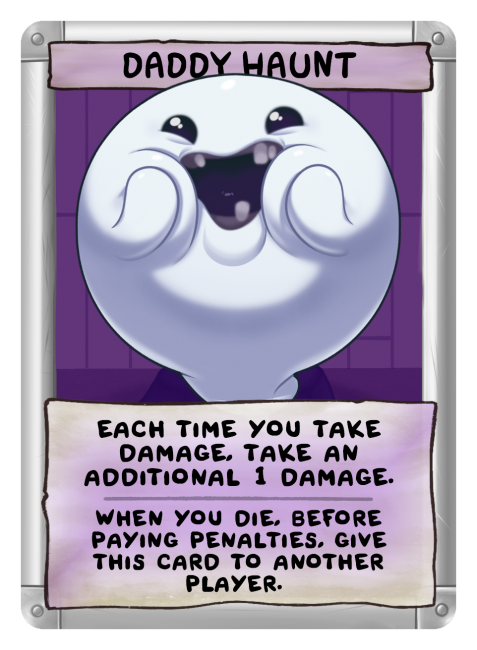 DADDY HAUNT
EACH TIME YOU TAKE
DAMAGE, TAKE AN
ADDITIONAL 1 DAMAGE.
WHEN YOU DIE, BEFORE
PAYING PENALTIES, GIVE
THIS CARD TO ANOTHER
PLAYER.